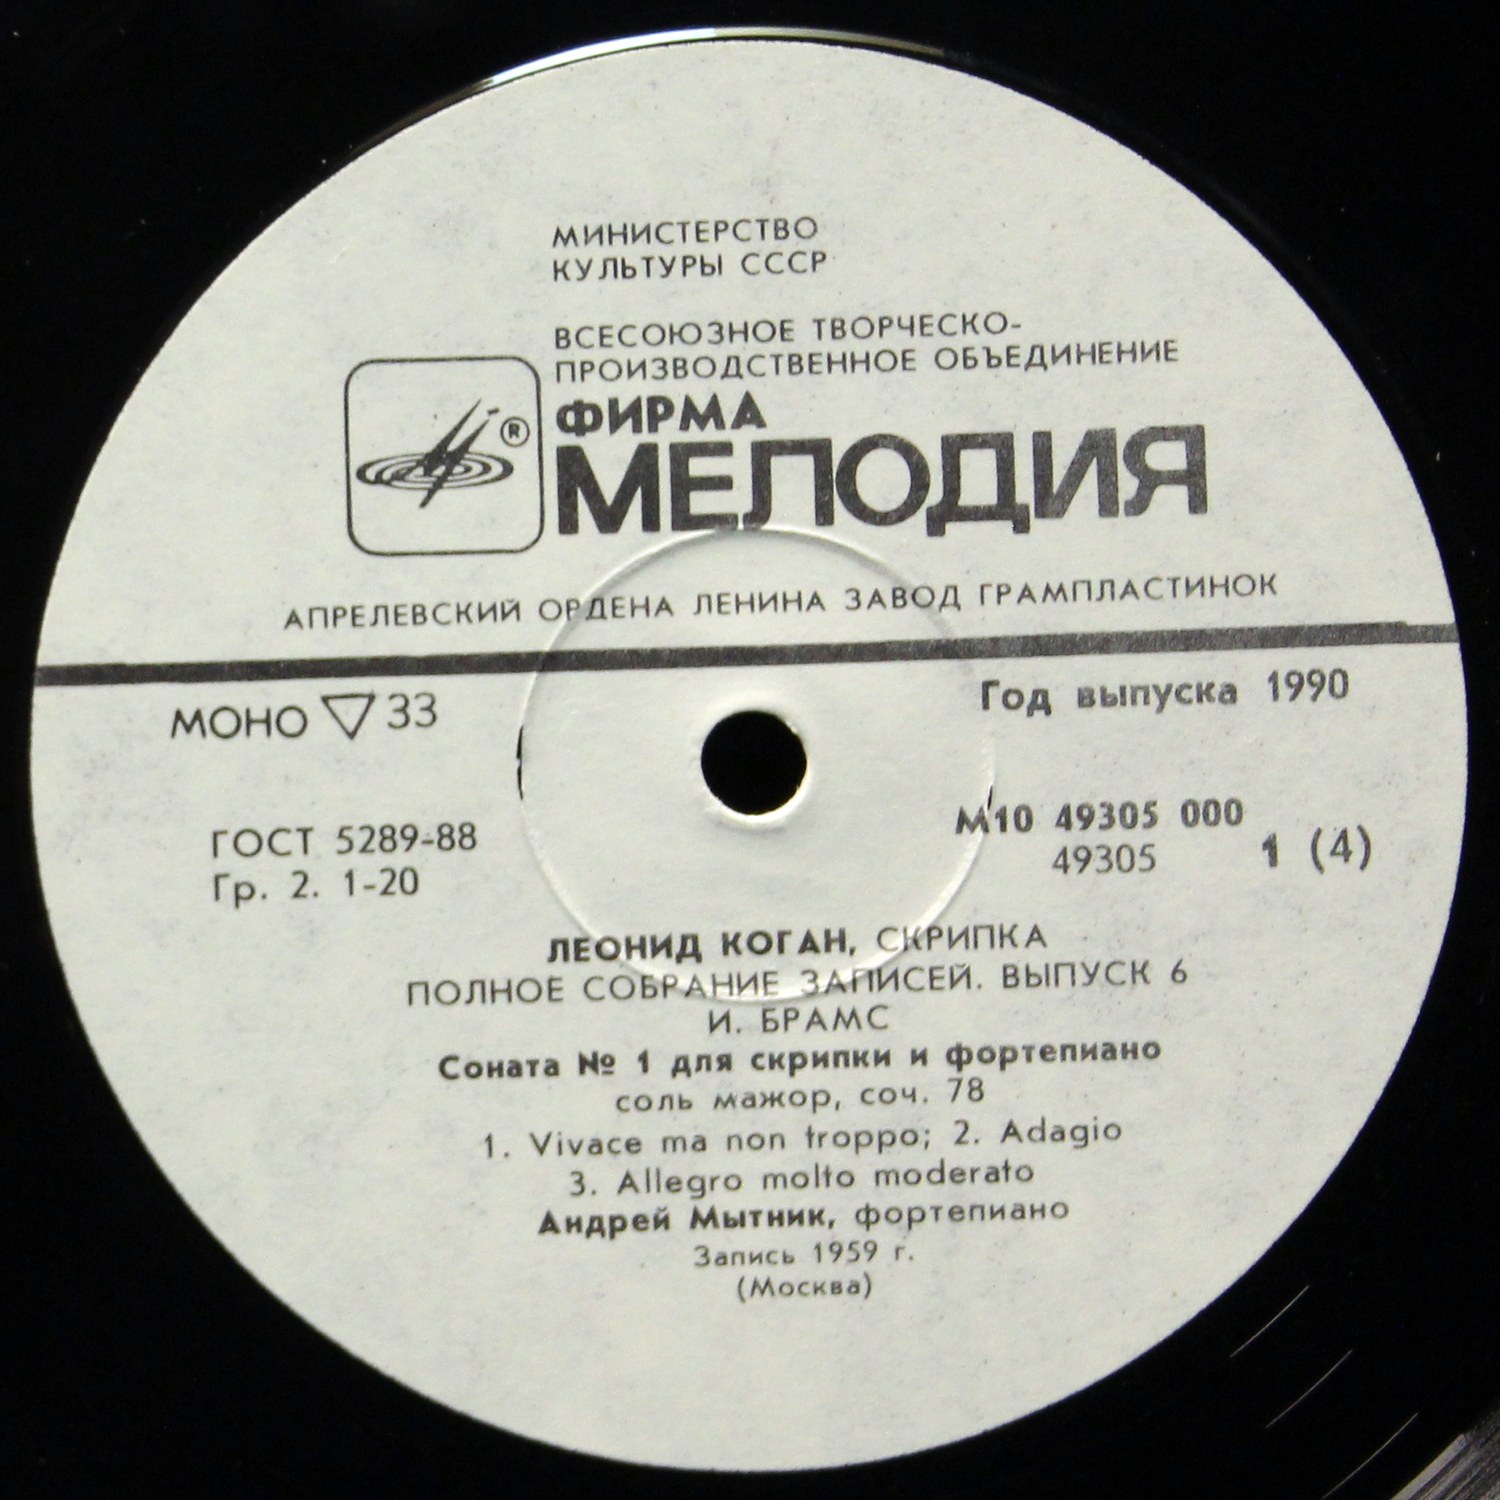 МИНИСТЕРСТВО
КУЛЬТУРЫ СССР
ВСЕСОЮЗНОЕ ТВОРЧЕСКО-
ПРОИЗВОДСТВЕННОЕ ОБЪЕДИНЕНИЕ
ФИРМА
®
МЕЛОДИЯ
АПРЕЛЕВСКИЙ ОРДЕНА ЛЕНИНА ЗАВОД ГРАМПЛАСТИНОК
МОНО ▽ 33
Год выпуска 1990
ГОСТ 5289-88
Гр. 2. 1-20
М10 49305 000
49305 1 (4)
ЛЕОНИД КОГАН, СКРИПКА
ПОЛНОЕ СОБРАНИЕ ЗАПИСЕЙ. ВЫПУСК 6
И. БРАМС
Соната № 1 для скрипки и фортепиано
соль мажор, соч. 78
1. Vivace ma non troppo; 2. Adagio
3. Allegro molto moderato
Андрей Мытник, фортепиано
Запись 1959 г.
(Москва)